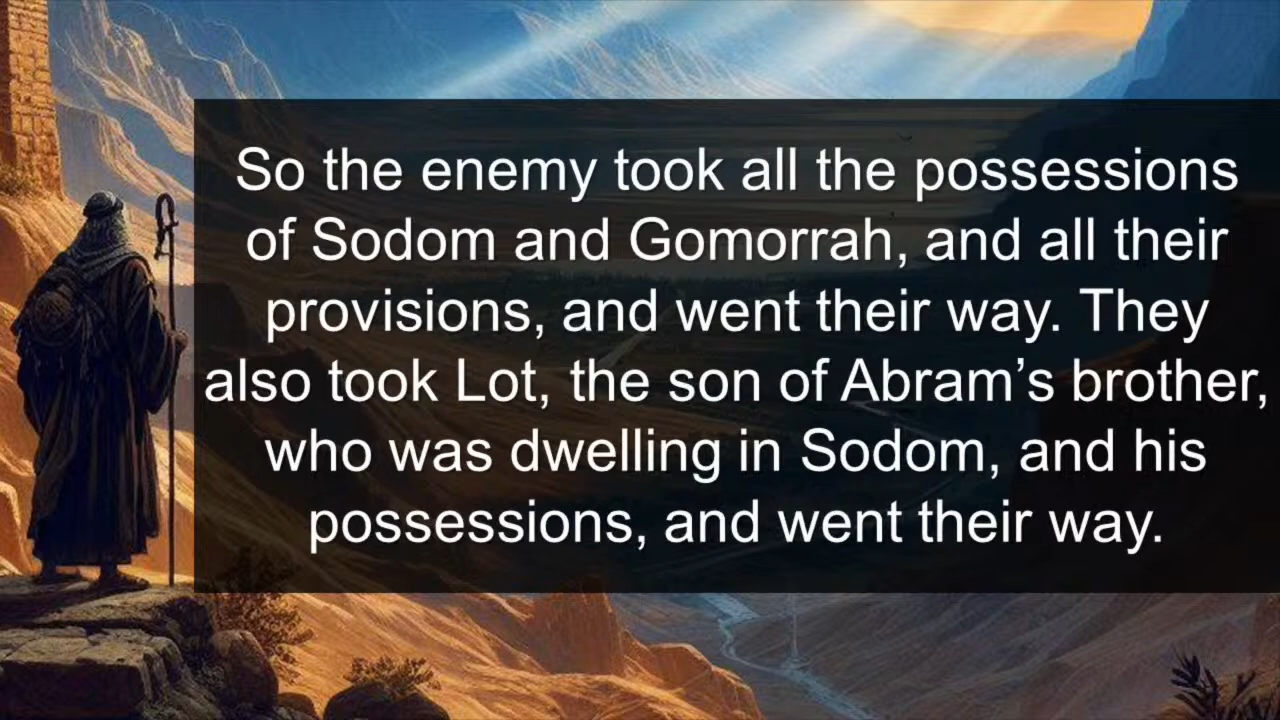 So the enemy took all the possessions
of Sodom and Gomorrah, and all their
provisions, and went their way. They
also took Lot, the son of Abram’s brother,
who was dwelling in Sodom, and his
possessions, and went their way.